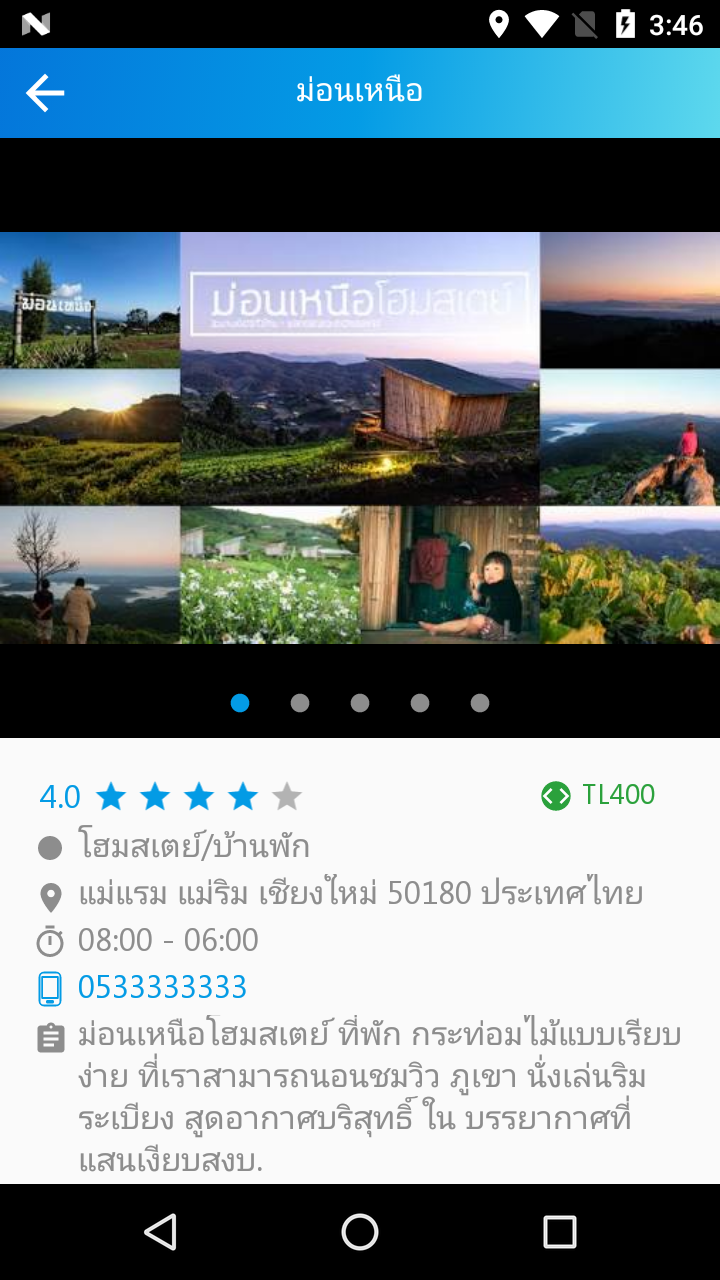 3:46
ม่อนเหนือ
ม่อนเหนือ
ม่อนเหนือโฮมสเตย์
4.0
TL400
โฮมสเตย์/บ้านพัก
แม่แรม แม่ริม เชียงใหม่ 50180 ประเทศไทย
08:00 - 06:00
0533333333
ม่อนเหนือโฮมสเตย์ ที่พัก กระท่อมไม้แบบเรียบ
ง่าย ที่เราสามารถนอนชมวิว ภูเขา นั่งเล่นริม
ระเบียง สูดอากาศบริสุทธิ์ ใน บรรยากาศที่
แสนเงียบสงบ.